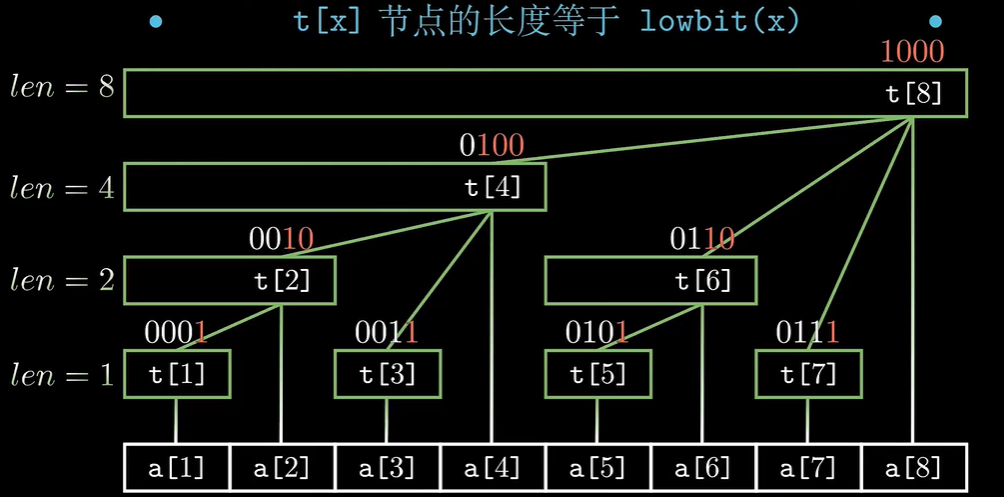 t[x] 节点的长度等于 lowbit(x)
1000
len = 8 t[8]
0100
len = 4 t[4]
0010 0110
len = 2 t[2] t[6]
0001 0011 0101 0111
len = 1 t[1] t[3] t[5] t[7]
a[1] a[2] a[3] a[4] a[5] a[6] a[7] a[8]